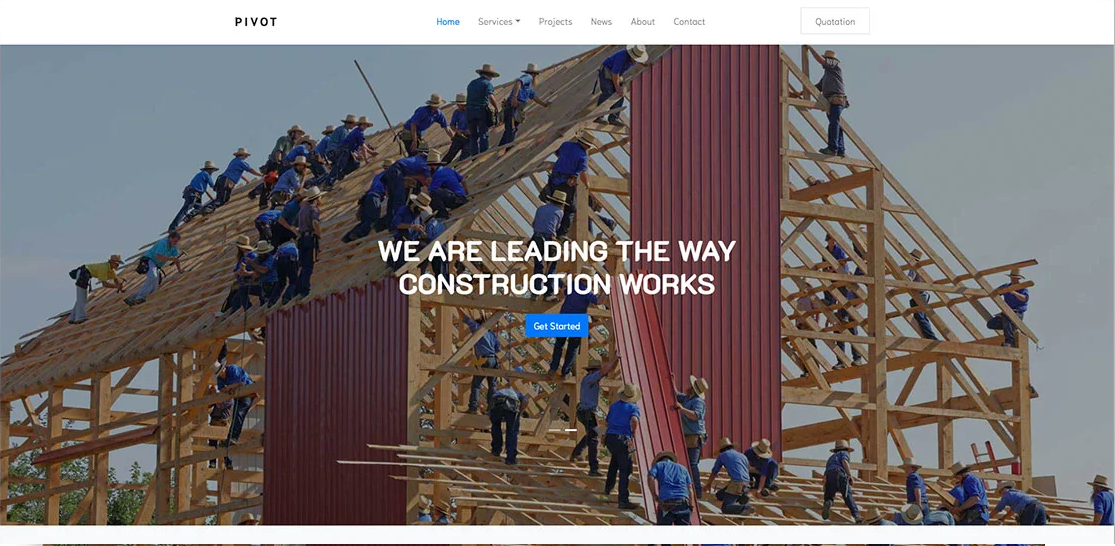 PIVOT
Home Services Projects News About Contact
Quotation
WE ARE LEADING THE WAY
CONSTRUCTION WORKS
Get Started